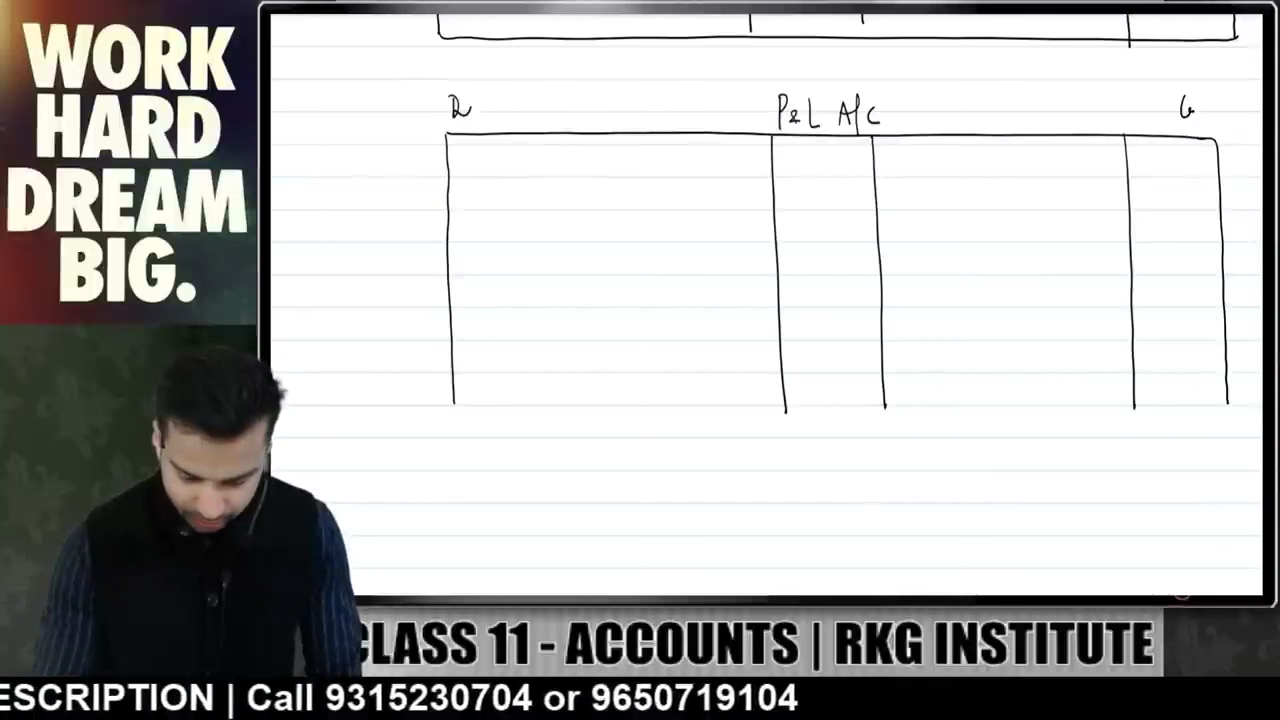 WORK
HARD
DREAM
BIG.
Dr P&L A/C Cr
CLASS 11 - ACCOUNTS | RKG INSTITUTE
ESCRIPTION | Call 9315230704 or 9650719104